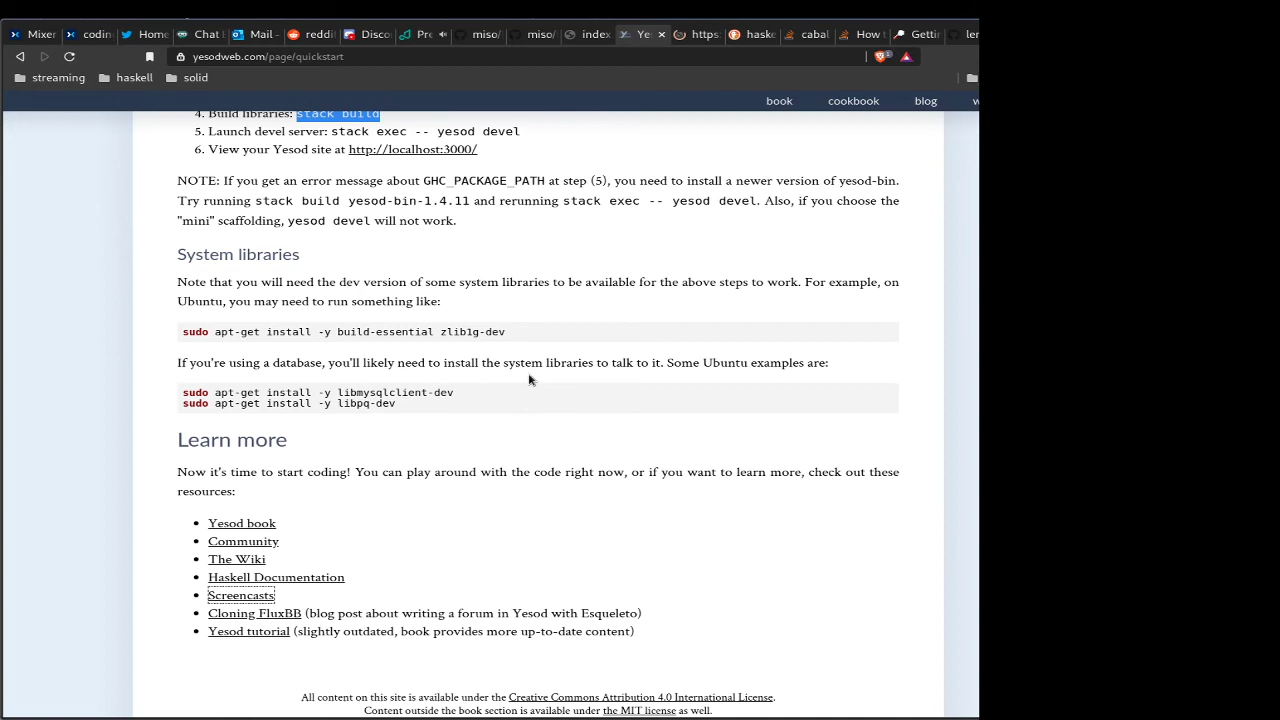 Mixer codin Home Chat Mail - reddit Disco Pre miso/ miso/ index Yes https: haske cabal How t Getti len
yesodweb.com/page/quickstart 1
streaming haskell solid
book cookbook blog w
4. Build libraries: stack build
5. Launch devel server: stack exec -- yesod devel
6. View your Yesod site at http://localhost:3000/
NOTE: If you get an error message about GHC_PACKAGE_PATH at step (5), you need to install a newer version of yesod-bin.
Try running stack build yesod-bin-1.4.11 and rerunning stack exec -- yesod devel. Also, if you choose the
"mini" scaffolding, yesod devel will not work.
System libraries
Note that you will need the dev version of some system libraries to be available for the above steps to work. For example, on
Ubuntu, you may need to run something like:
sudo apt-get install -y build-essential zlib1g-dev
If you're using a database, you'll likely need to install the system libraries to talk to it. Some Ubuntu examples are:
sudo apt-get install -y libmysqlclient-dev
sudo apt-get install -y libpq-dev
Learn more
Now it's time to start coding! You can play around with the code right now, or if you want to learn more, check out these
resources:
• Yesod book
• Community
• The Wiki
• Haskell Documentation
• Screencasts
• Cloning FluxBB (blog post about writing a forum in Yesod with Esqueleto)
• Yesod tutorial (slightly outdated, book provides more up-to-date content)
All content on this site is available under the Creative Commons Attribution 4.0 International License.
Content outside the book section is available under the MIT license as well.